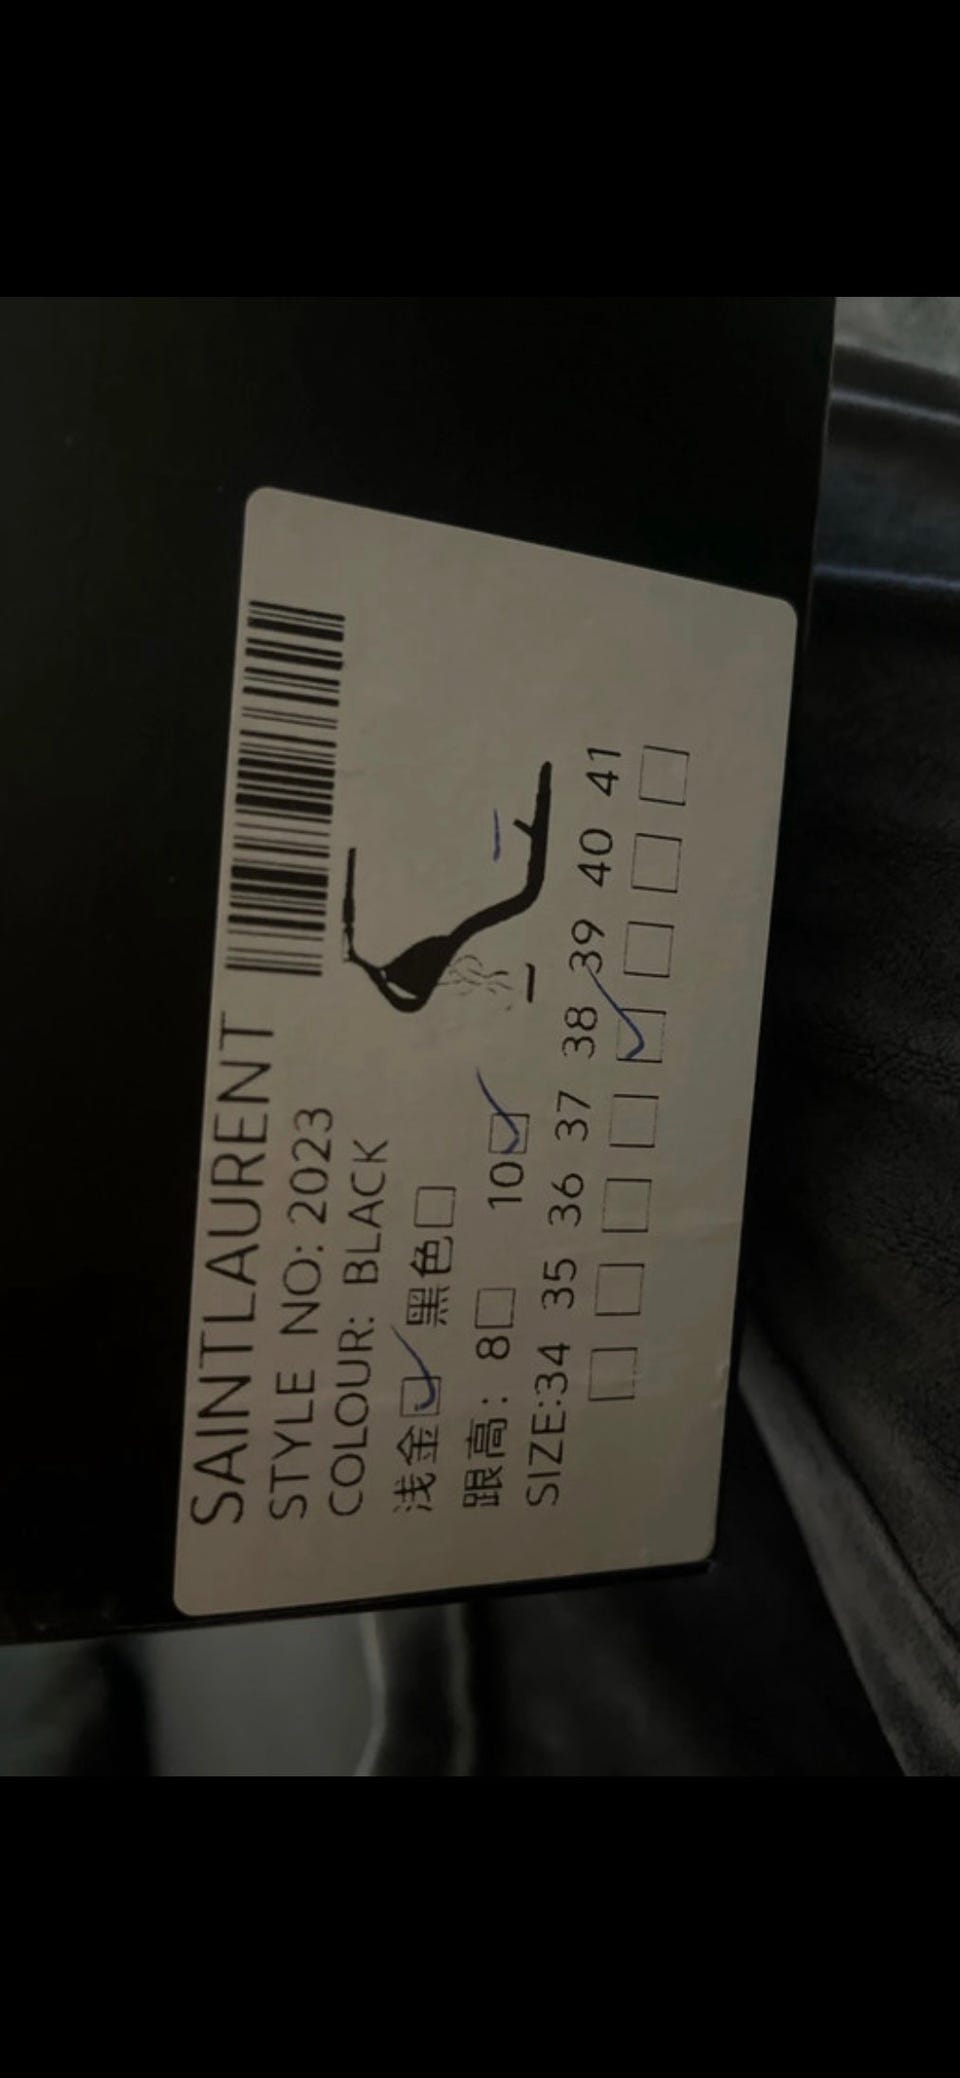 SAINTLAURENT
STYLE NO: 2023
COLOUR: BLACK
浅金☑ 黑色□
跟高: 8□ 10☑
SIZE:34 35 36 37 38 39 40 41
□ □ □ □ ☑ □ □ □